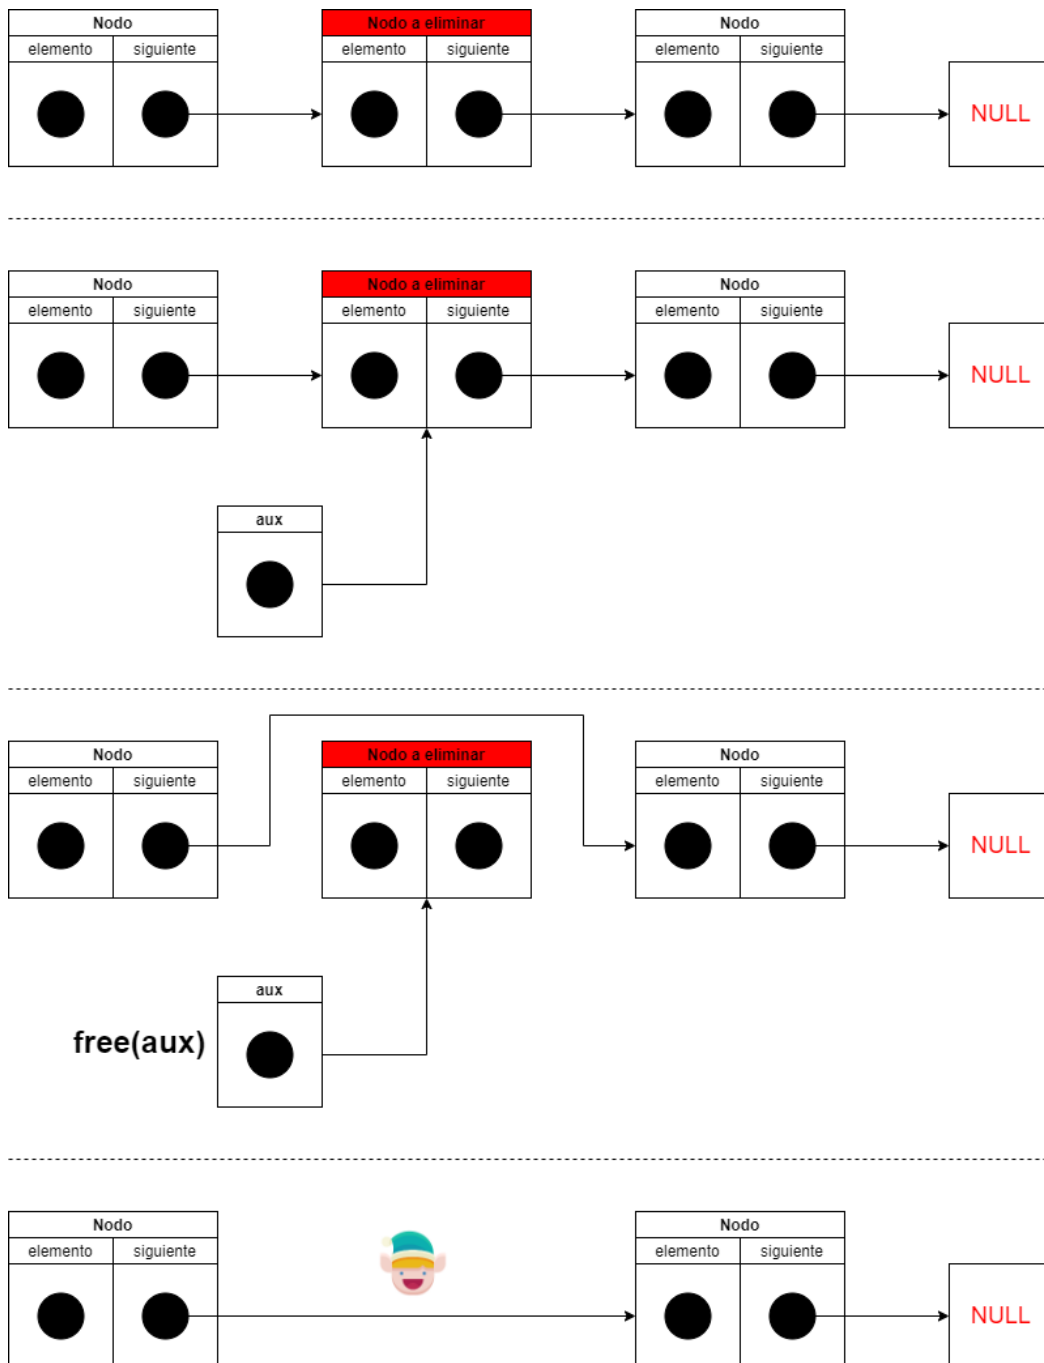 Nodo Nodo a eliminar Nodo
elemento siguiente elemento siguiente elemento siguiente
NULL
Nodo Nodo a eliminar Nodo
elemento siguiente elemento siguiente elemento siguiente
NULL
aux
Nodo Nodo a eliminar Nodo
elemento siguiente elemento siguiente elemento siguiente
NULL
aux
free(aux)
Nodo Nodo
elemento siguiente elemento siguiente
NULL